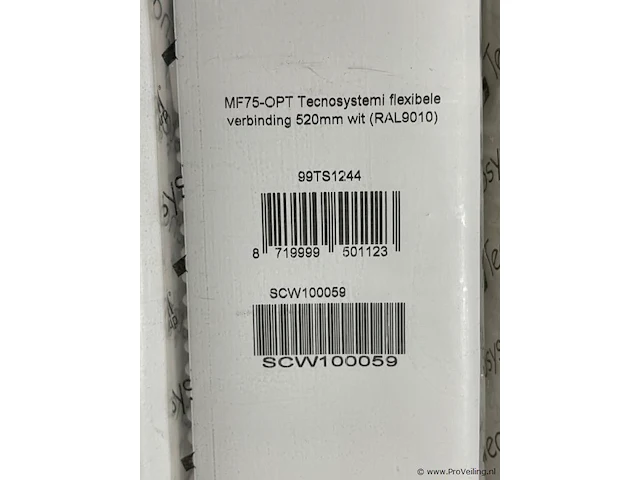 MF75-OPT Tecnosystemi flexibele
verbinding 520mm wit (RAL9010)
99TS1244
8 719999 501123
SCW100059
SCW100059
© www.ProVeiling.nl